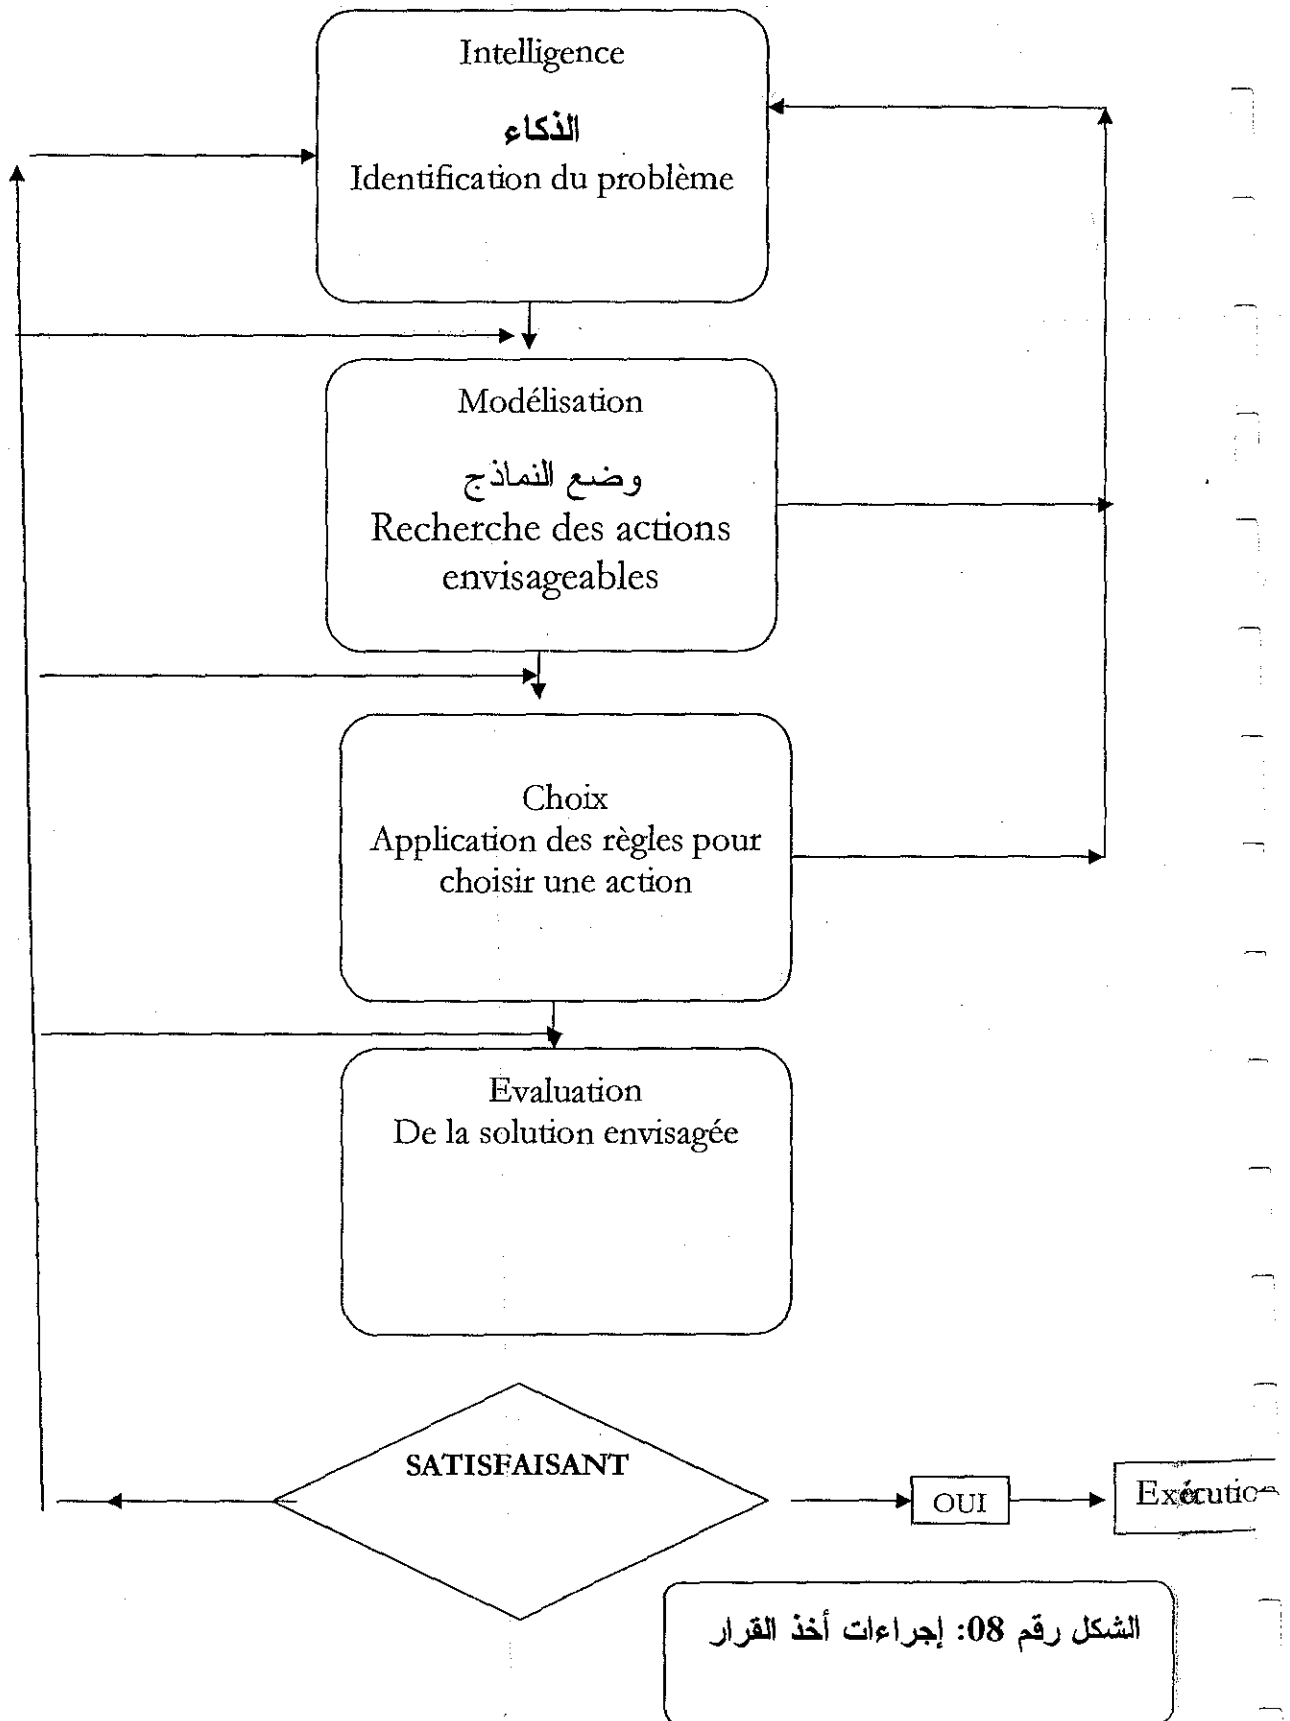 Intelligence
الذكاء
Identification du problème
Modélisation
وضع النماذج
Recherche des actions
envisageables
Choix
Application des règles pour
choisir une action
Evaluation
De la solution envisagée
SATISFAISANT
OUI
Exécutio
الشكل رقم 08: إجراءات أخذ القرار